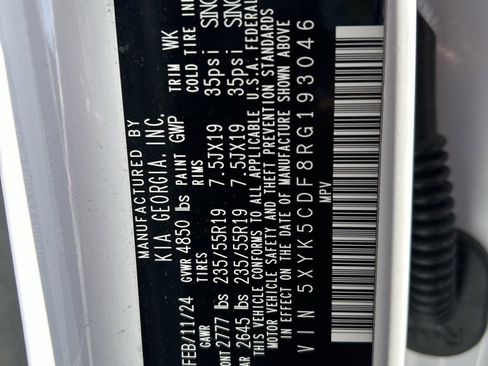 MANUFACTURED BY
KIA GEORGIA, INC.
FEB/11/24 GVWR 4850 lbs PAINT GWP TRIM WK
GAWR TIRES RIMS COLD TIRE
ONT 2777 lbs 235/55R19 7.5JX19 35psi
AR 2645 lbs 235/55R19 7.5JX19 35psi
THIS VEHICLE CONFORMS TO ALL APPLICABLE U.S.A. FEDERAL
MOTOR VEHICLE SAFETY AND THEFT PREVENTION STANDARDS
IN EFFECT ON THE DATE OF MANUFACTURE SHOWN ABOVE
VIN 5XYK5CDF8RG193046
MPV